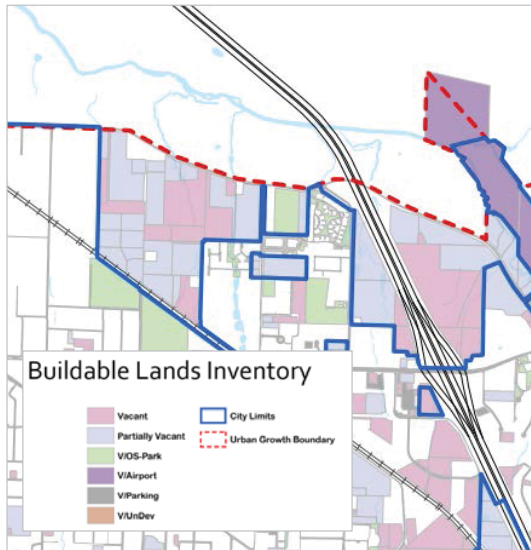 Buildable Lands Inventory
Vacant
Partially Vacant
V/OS-Park
V/Airport
V/Parking
V/UnDev
City Limits
Urban Growth Boundary